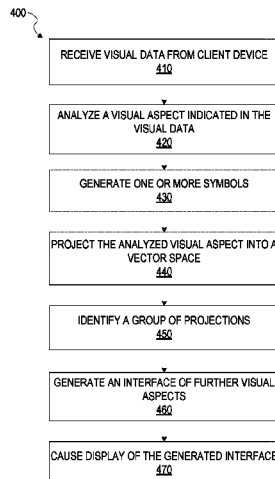 400
RECEIVE VISUAL DATA FROM CLIENT DEVICE
410
ANALYZE A VISUAL ASPECT INDICATED IN THE
VISUAL DATA
420
GENERATE ONE OR MORE SYMBOLS
430
PROJECT THE ANALYZED VISUAL ASPECT INTO A
VECTOR SPACE
440
IDENTIFY A GROUP OF PROJECTIONS
450
GENERATE AN INTERFACE OF FURTHER VISUAL
ASPECTS
460
CAUSE DISPLAY OF THE GENERATED INTERFACE
470